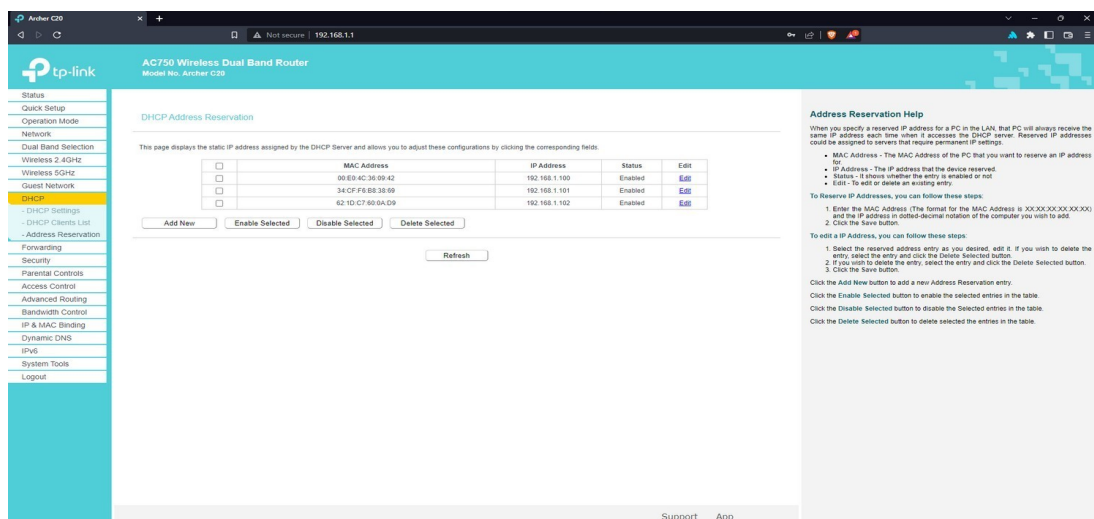 Archer C20
Not secure | 192.168.1.1
tp-link
AC750 Wireless Dual Band Router
Model No. Archer C20
Status
Quick Setup
Operation Mode
Network
Dual Band Selection
Wireless 2.4GHz
Wireless 5GHz
Guest Network
DHCP
- DHCP Settings
- DHCP Clients List
- Address Reservation
Forwarding
Security
Parental Controls
Access Control
Advanced Routing
Bandwidth Control
IP & MAC Binding
Dynamic DNS
IPv6
System Tools
Logout
DHCP Address Reservation
This page displays the static IP address assigned by the DHCP Server and allows you to adjust these configurations by clicking the corresponding fields.
MAC Address IP Address Status Edit
00:E0:4C:36:09:42 192.168.1.100 Enabled Edit
34:CF:F6:B8:38:69 192.168.1.101 Enabled Edit
62:1D:C7:60:0A:D9 192.168.1.102 Enabled Edit
Add New Enable Selected Disable Selected Delete Selected
Refresh
Address Reservation Help
When you specify a reserved IP address for a PC in the LAN, that PC will always receive the
same IP address each time when it accesses the DHCP server. Reserved IP addresses
could be assigned to servers that require permanent IP settings.
• MAC Address - The MAC Address of the PC that you want to reserve an IP address
for.
• IP Address - The IP address that the device reserved.
• Status - It shows whether the entry is enabled or not
• Edit - To edit or delete an existing entry.
To Reserve IP Addresses, you can follow these steps:
1. Enter the MAC Address (The format for the MAC Address is XX:XX:XX:XX:XX:XX)
and the IP address in dotted-decimal notation of the computer you wish to add.
2. Click the Save button.
To edit a IP Address, you can follow these steps:
1. Select the reserved address entry as you desired, edit it. If you wish to delete the
entry, select the entry and click the Delete Selected button.
2. If you wish to delete the entry, select the entry and click the Delete Selected button.
3. Click the Save button.
Click the Add New button to add a new Address Reservation entry.
Click the Enable Selected button to enable the selected entries in the table.
Click the Disable Selected button to disable the Selected entries in the table.
Click the Delete Selected button to delete selected the entries in the table.
Support App